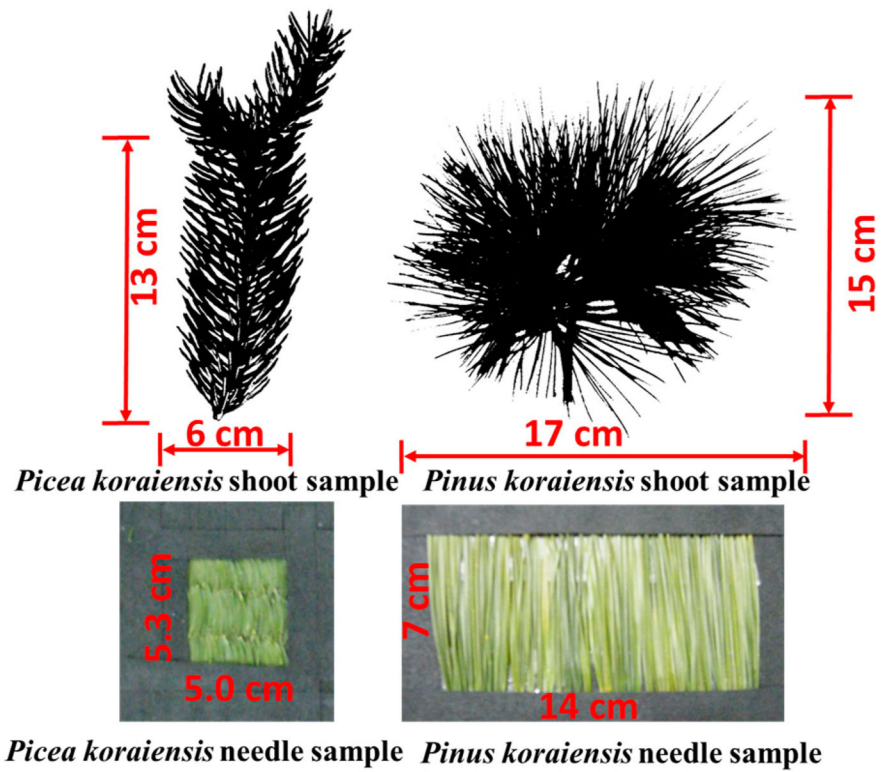 13 cm
15 cm
6 cm
17 cm
Picea koraiensis shoot sample
Pinus koraiensis shoot sample
5.3 cm
7 cm
5.0 cm
14 cm
Picea koraiensis needle sample
Pinus koraiensis needle sample